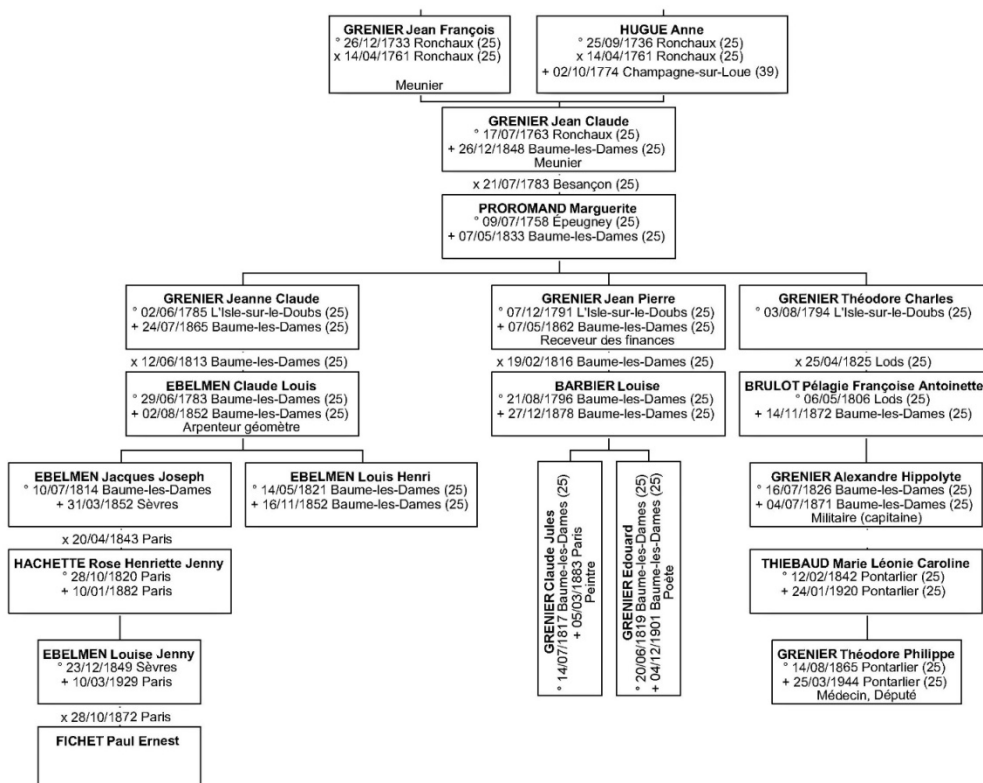 GRENIER Jean François
° 26/12/1733 Ronchaux (25)
x 14/04/1761 Ronchaux (25)
Meunier
HUGUE Anne
° 25/09/1736 Ronchaux (25)
x 14/04/1761 Ronchaux (25)
+ 02/10/1774 Champagne-sur-Loue (39)
GRENIER Jean Claude
° 17/07/1763 Ronchaux (25)
+ 26/12/1848 Baume-les-Dames (25)
Meunier
x 21/07/1783 Besançon (25)
PROROMAND Marguerite
° 09/07/1758 Épeugney (25)
+ 07/05/1833 Baume-les-Dames (25)
GRENIER Jeanne Claude
° 02/06/1785 L'Isle-sur-le-Doubs (25)
+ 24/07/1865 Baume-les-Dames (25)
x 12/06/1813 Baume-les-Dames (25)
EBELMEN Claude Louis
° 29/06/1783 Baume-les-Dames (25)
+ 02/08/1852 Baume-les-Dames (25)
Arpenteur géomètre
GRENIER Jean Pierre
° 07/12/1791 L'Isle-sur-le-Doubs (25)
+ 07/05/1862 Baume-les-Dames (25)
Receveur des finances
x 19/02/1816 Baume-les-Dames (25)
BARBIER Louise
° 21/08/1796 Baume-les-Dames (25)
+ 27/12/1878 Baume-les-Dames (25)
GRENIER Théodore Charles
° 03/08/1794 L'Isle-sur-le-Doubs (25)
x 25/04/1825 Lods (25)
BRULOT Pélagie Françoise Antoinette
° 06/05/1806 Lods (25)
+ 14/11/1872 Baume-les-Dames (25)
EBELMEN Jacques Joseph
° 10/07/1814 Baume-les-Dames
+ 31/03/1852 Sèvres
x 20/04/1843 Paris
HACHETTE Rose Henriette Jenny
° 28/10/1820 Paris
+ 10/01/1882 Paris
EBELMEN Louise Jenny
° 23/12/1849 Sèvres
+ 10/03/1929 Paris
x 28/10/1872 Paris
FICHET Paul Ernest
EBELMEN Louis Henri
° 14/05/1821 Baume-les-Dames (25)
+ 16/11/1852 Baume-les-Dames (25)
GRENIER Claude Jules
° 14/07/1817 Baume-les-Dames (25)
+ 05/03/1883 Paris
Peintre
GRENIER Edouard
° 20/06/1819 Baume-les-Dames (25)
+ 04/12/1901 Baume-les-Dames (25)
Poète
GRENIER Alexandre Hippolyte
° 16/07/1826 Baume-les-Dames (25)
+ 04/07/1871 Baume-les-Dames (25)
Militaire (capitaine)
THIEBAUD Marie Léonie Caroline
° 12/02/1842 Pontarlier (25)
+ 24/01/1920 Pontarlier (25)
GRENIER Théodore Philippe
° 14/08/1865 Pontarlier (25)
+ 25/03/1944 Pontarlier (25)
Médecin, Député